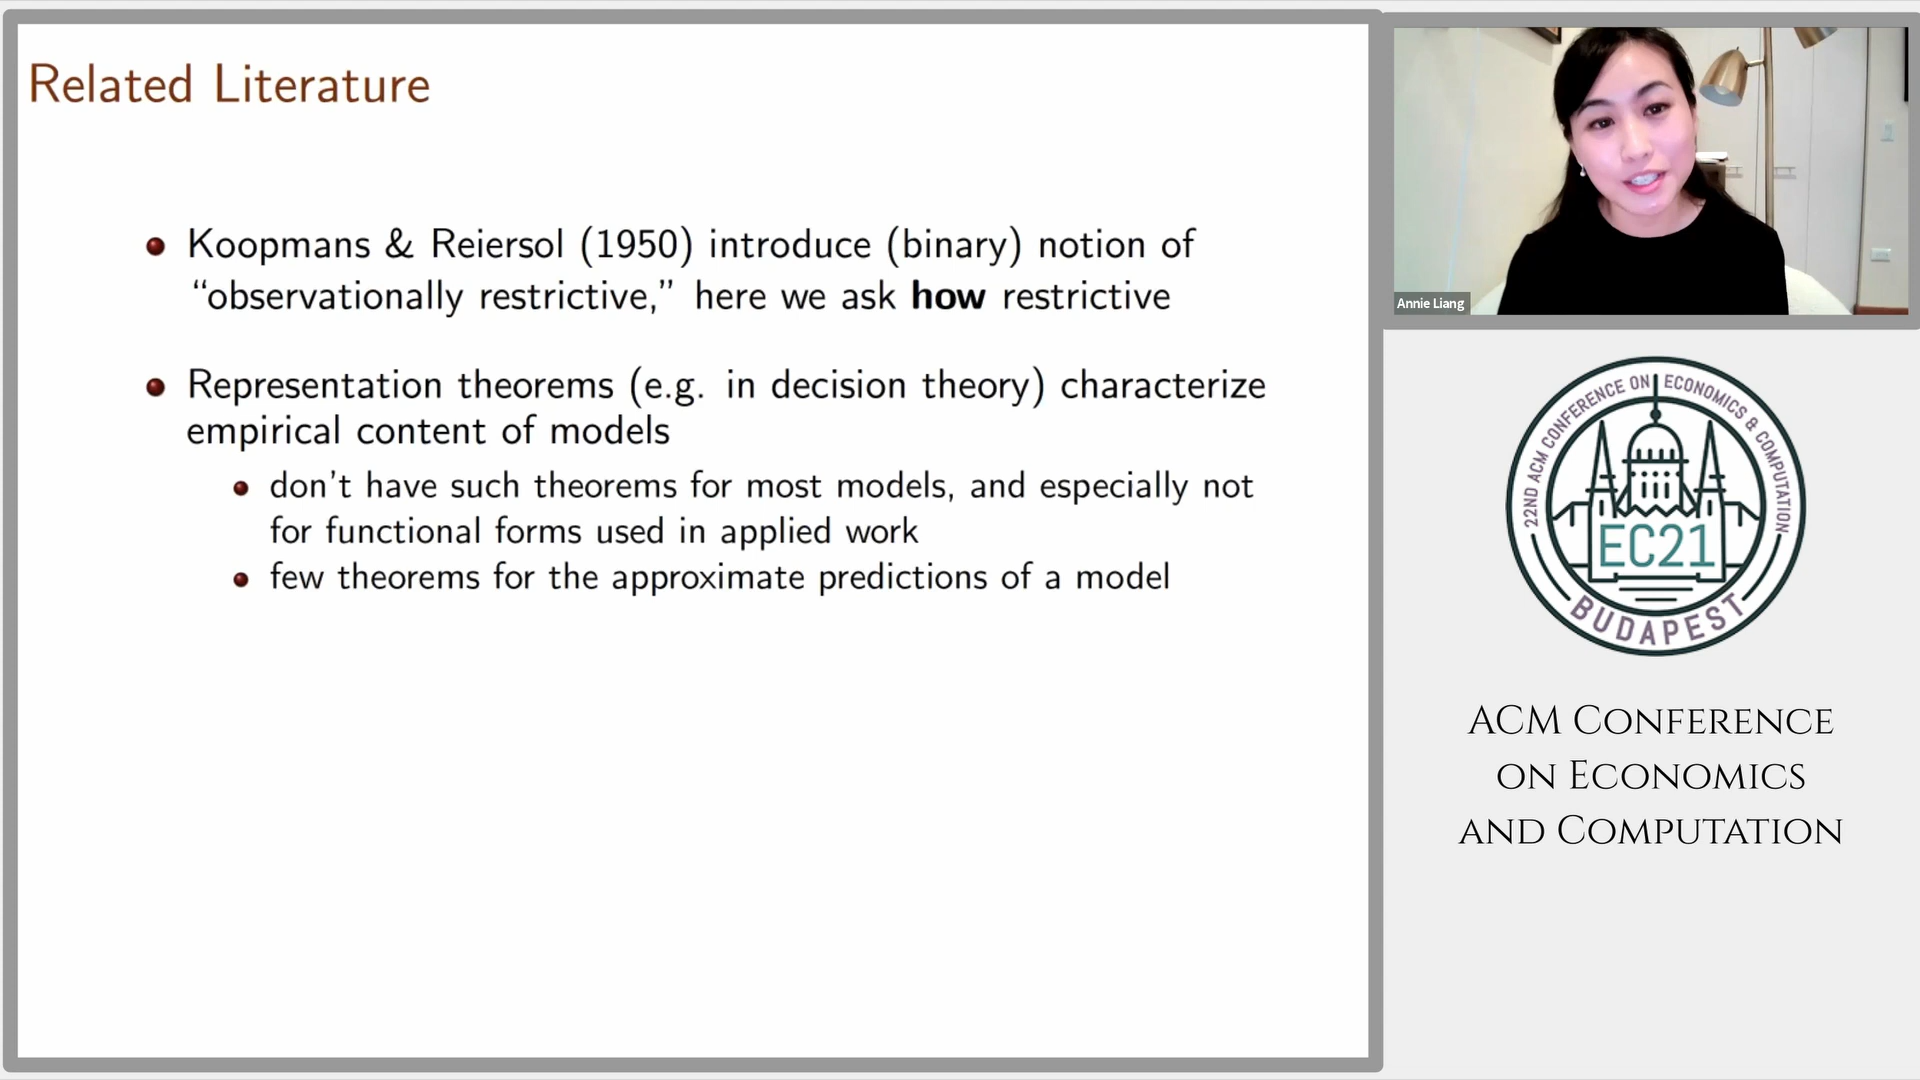 Related Literature
Koopmans & Reiersol (1950) introduce (binary) notion of
“observationally restrictive,” here we ask how restrictive
Representation theorems (e.g. in decision theory) characterize
empirical content of models
don't have such theorems for most models, and especially not
for functional forms used in applied work
few theorems for the approximate predictions of a model
Annie Liang
22ND ACM CONFERENCE ON ECONOMICS & COMPUTATION
EC21
BUDAPEST
ACM CONFERENCE
ON ECONOMICS
AND COMPUTATION